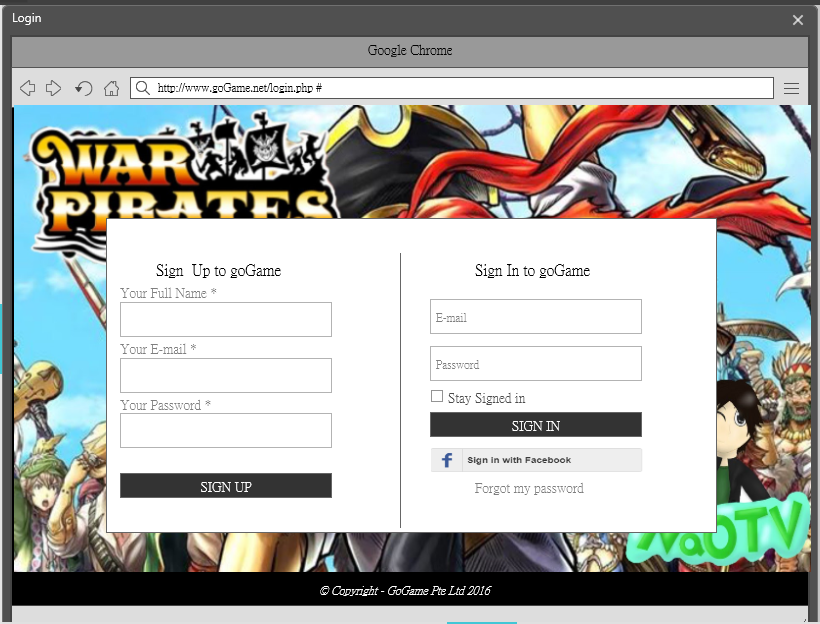 Login
Google Chrome
http://www.goGame.net/login.php #
WAR
PIRATES
Sign Up to goGame
Your Full Name *
Your E-mail *
Your Password *
SIGN UP
Sign In to goGame
E-mail
Password
Stay Signed in
SIGN IN
f Sign in with Facebook
Forgot my password
NaOTV
© Copyright - GoGame Pte Ltd 2016